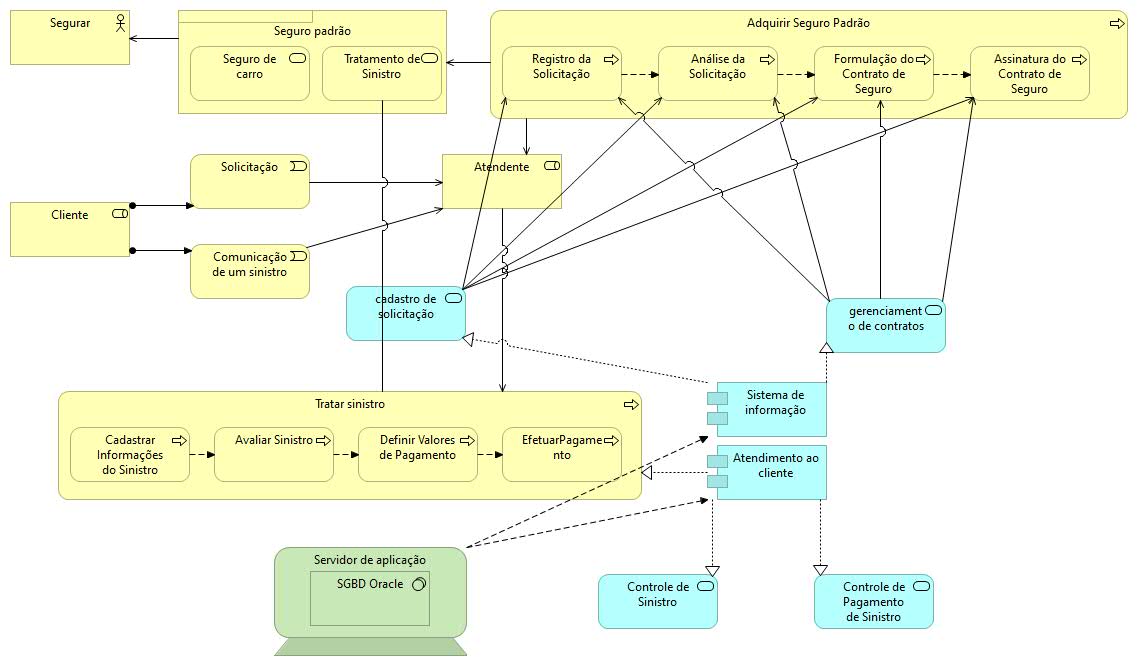 Segurar
Seguro padrão
Seguro de
carro
Tratamento de
Sinistro
Adquirir Seguro Padrão
Registro da
Solicitação
Análise da
Solicitação
Formulação do
Contrato de
Seguro
Assinatura do
Contrato de
Seguro
Solicitação
Atendente
Cliente
Comunicação
de um sinistro
cadastro de
solicitação
gerenciament
o de contratos
Tratar sinistro
Cadastrar
Informações
do Sinistro
Avaliar Sinistro
Definir Valores
de Pagamento
EfetuarPagame
nto
Sistema de
informação
Atendimento ao
cliente
Servidor de aplicação
SGBD Oracle
Controle de
Sinistro
Controle de
Pagamento
de Sinistro